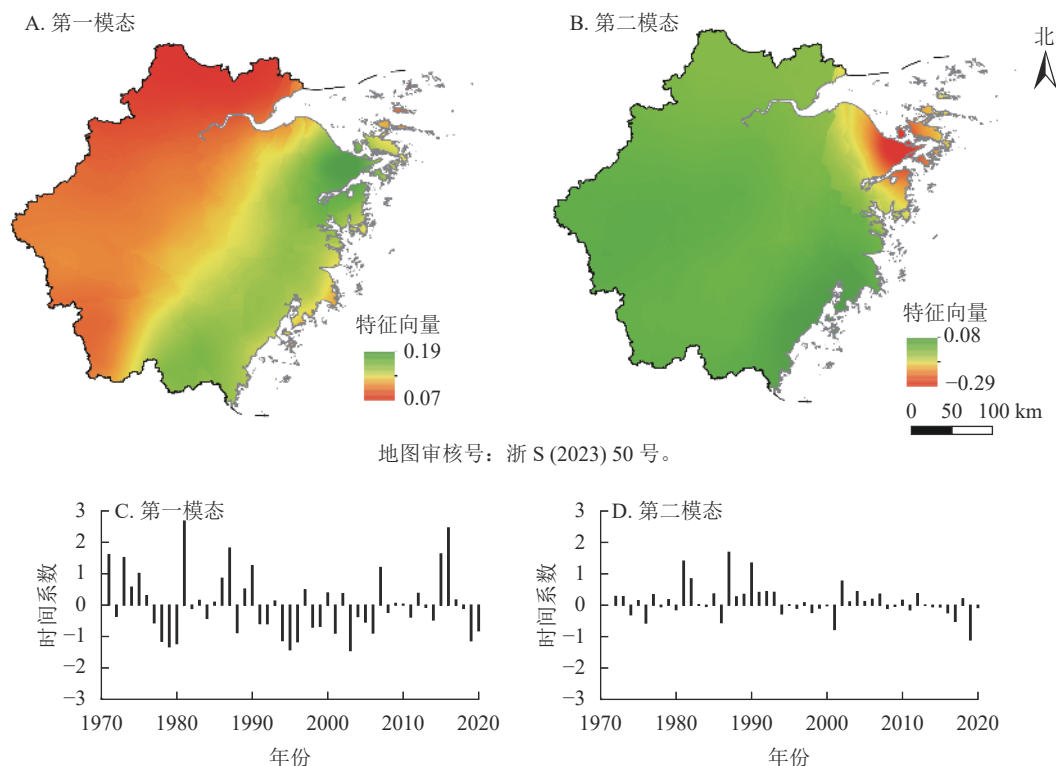 A. 第一模态
B. 第二模态
北
特征向量
0.19
0.07
特征向量
0.08
−0.29
0 50 100 km
地图审核号：浙 S (2023) 50 号。
C. 第一模态
3
2
1
0
−1
−2
−3
时间系数
1970 1980 1990 2000 2010 2020
年份
D. 第二模态
3
2
1
0
−1
−2
−3
时间系数
1970 1980 1990 2000 2010 2020
年份